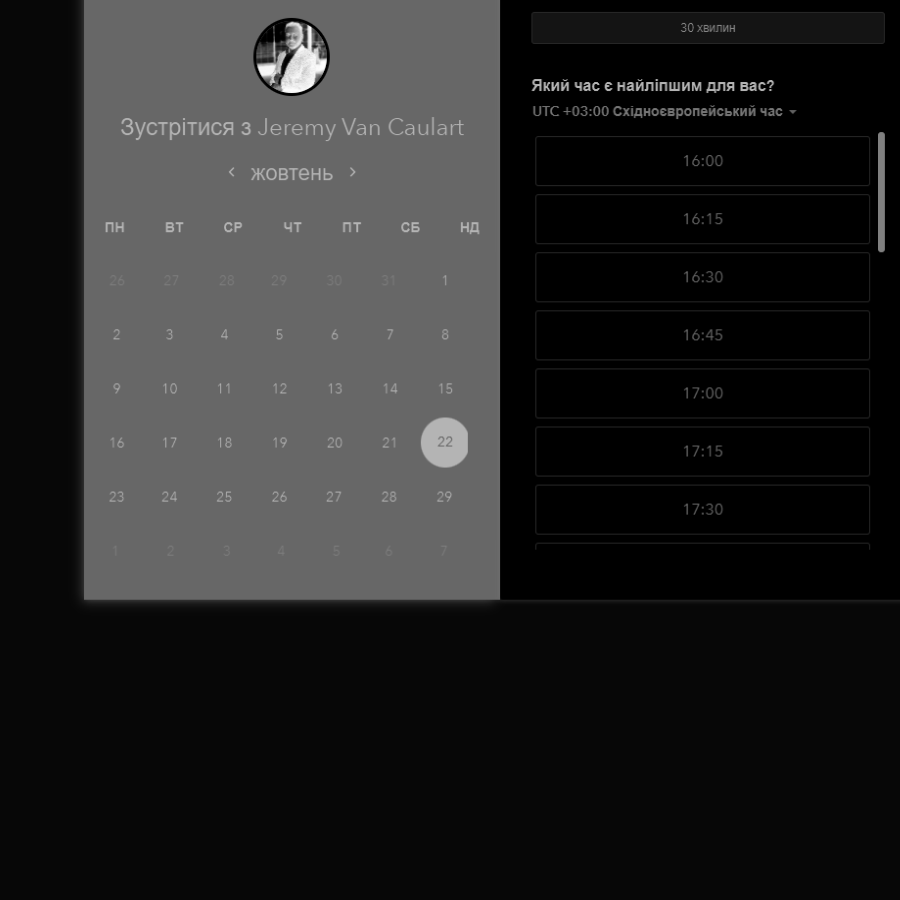 Зустрітися з Jeremy Van Caulart
жовтень
ПН ВТ СР ЧТ ПТ СБ НД
26 27 28 29 30 31 1
2 3 4 5 6 7 8
9 10 11 12 13 14 15
16 17 18 19 20 21 22
23 24 25 26 27 28 29
1 2 3 4 5 6 7
30 хвилин
Який час є найліпшим для вас?
UTC +03:00 Східноєвропейський час
16:00
16:15
16:30
16:45
17:00
17:15
17:30